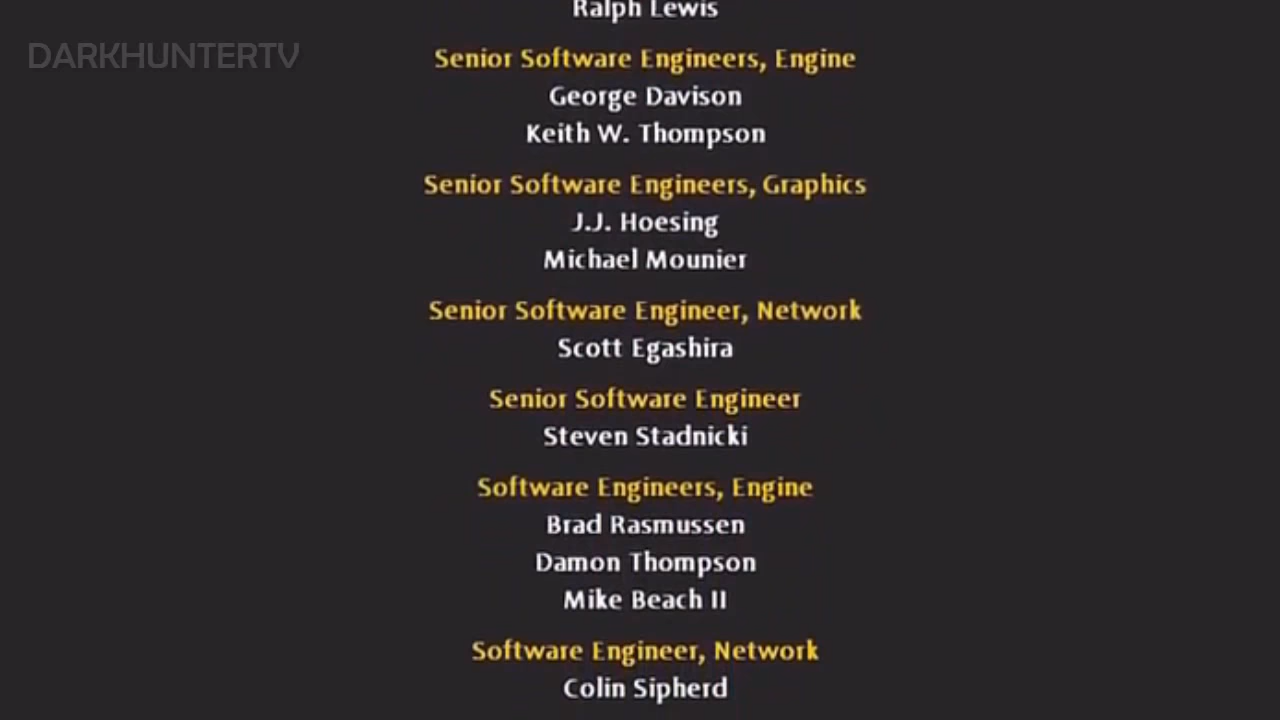 Ralph Lewis
DARKHUNTERTV
Senior Software Engineers, Engine
George Davison
Keith W. Thompson
Senior Software Engineers, Graphics
J.J. Hoesing
Michael Mounier
Senior Software Engineer, Network
Scott Egashira
Senior Software Engineer
Steven Stadnicki
Software Engineers, Engine
Brad Rasmussen
Damon Thompson
Mike Beach II
Software Engineer, Network
Colin Sipherd